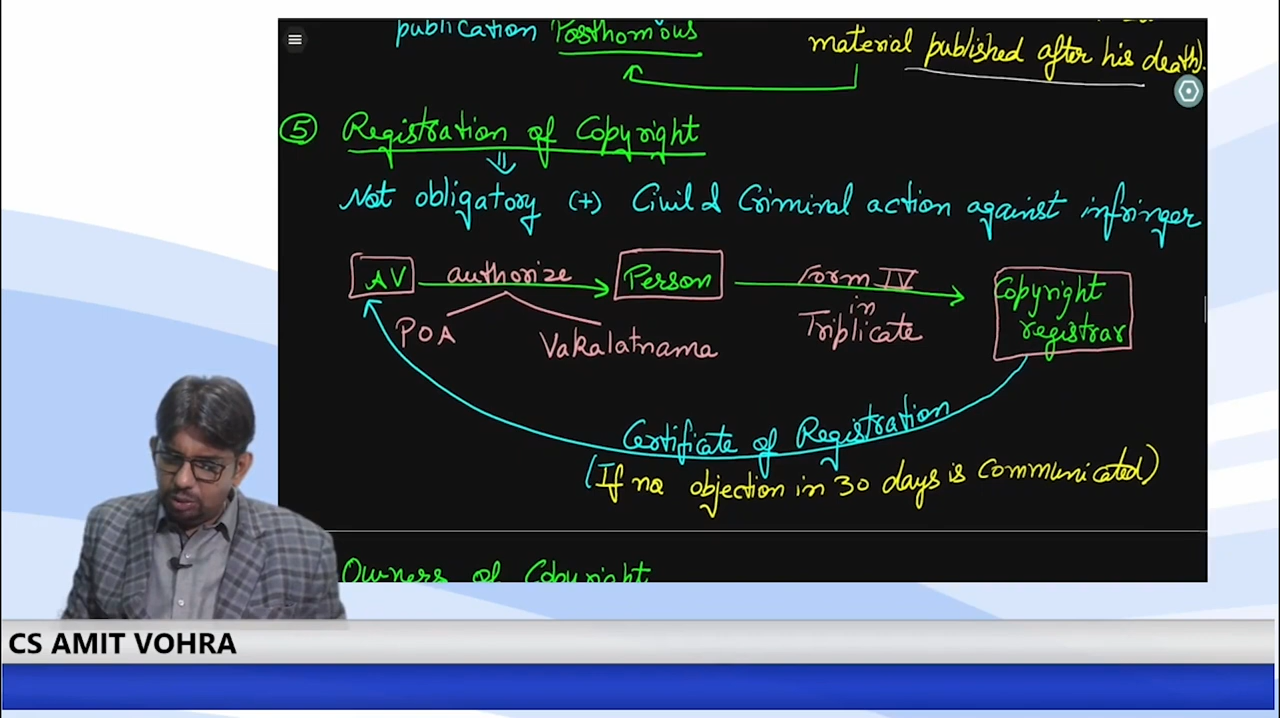 publication Posthomous
material published after his death).
⑤ Registration of Copyright
Not obligatory (+) Civil & Criminal action against infringer
AV authorize Person Form IV in Triplicate Copyright registrar
POA Vakalatnama
Certificate of Registration
(If no objection in 30 days is communicated)
Owners of Copyright
CS AMIT VOHRA